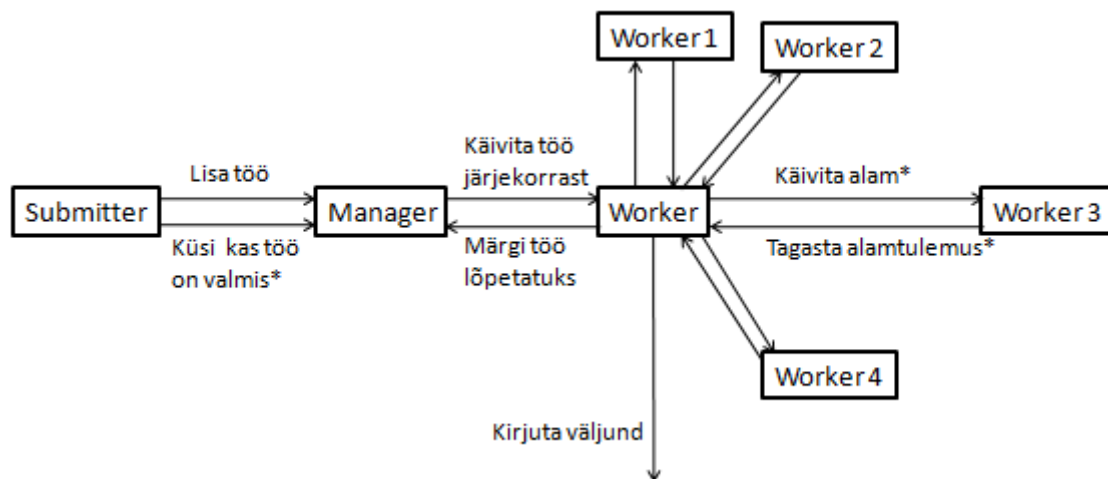 Worker 1
Worker 2
Käivita töö
järjekorrast
Lisa töö
Käivita alam*
Submitter
Manager
Worker
Worker 3
Küsi kas töö
on valmis*
Märgi töö
lõpetatuks
Tagasta alamtulemus*
Worker 4
Kirjuta väljund